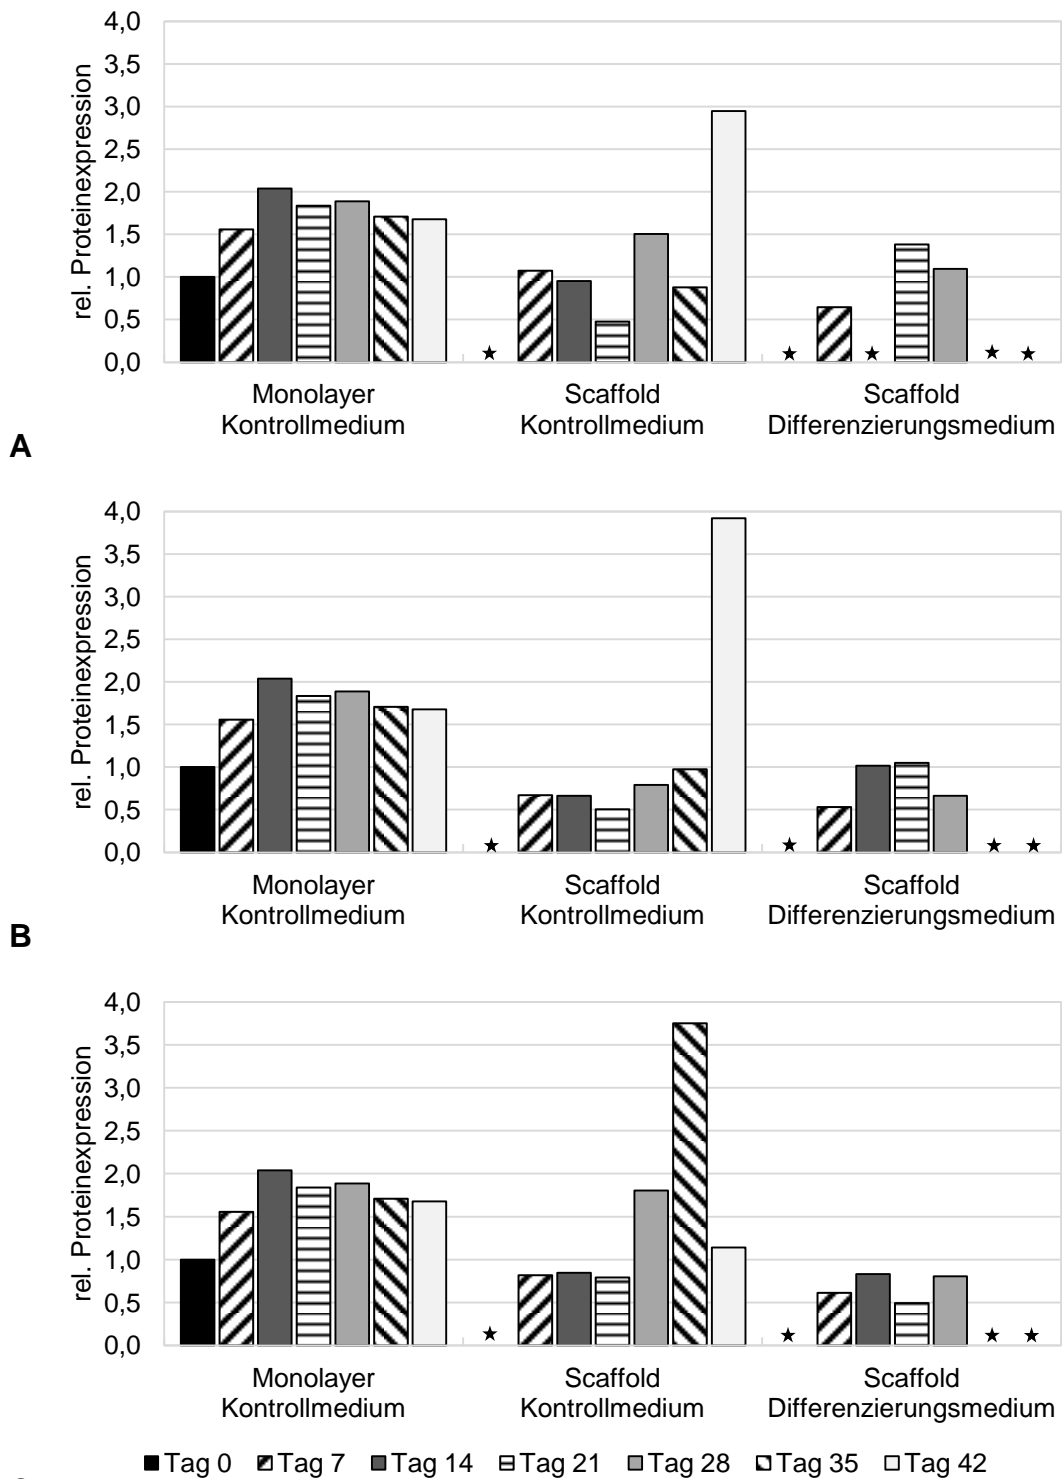 4,0
3,5
3,0
2,5
2,0
1,5
1,0
0,5
0,0
rel. Proteinexpression
Monolayer
Kontrollmedium
Scaffold
Kontrollmedium
Scaffold
Differenzierungsmedium
A
4,0
3,5
3,0
2,5
2,0
1,5
1,0
0,5
0,0
rel. Proteinexpression
Monolayer
Kontrollmedium
Scaffold
Kontrollmedium
Scaffold
Differenzierungsmedium
B
4,0
3,5
3,0
2,5
2,0
1,5
1,0
0,5
0,0
rel. Proteinexpression
Monolayer
Kontrollmedium
Scaffold
Kontrollmedium
Scaffold
Differenzierungsmedium
Tag 0 Tag 7 Tag 14 Tag 21 Tag 28 Tag 35 Tag 42